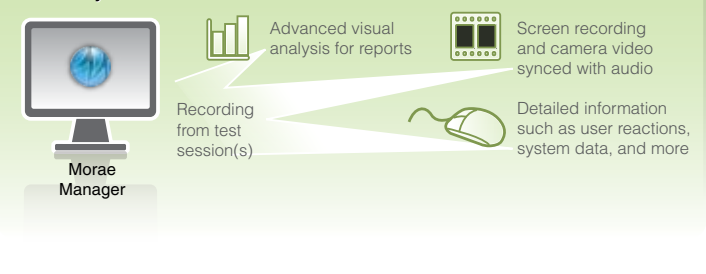 Advanced visual
analysis for reports
Screen recording
and camera video
synced with audio
Recording
from test
session(s)
Detailed information
such as user reactions,
system data, and more
Morae
Manager